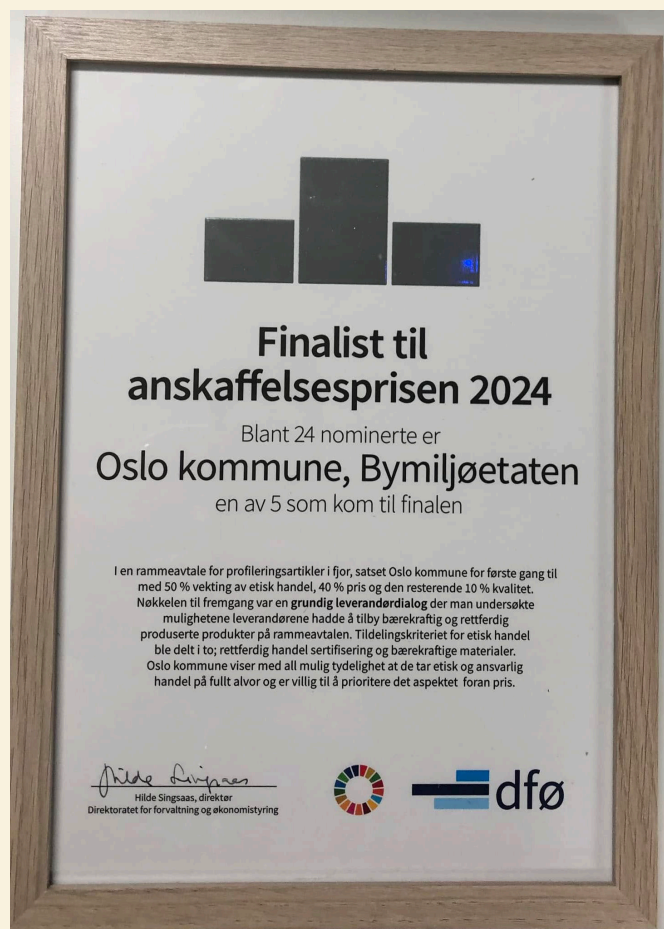 Finalist til
anskaffelsesprisen 2024
Blant 24 nominerte er
Oslo kommune, Bymiljøetaten
en av 5 som kom til finalen
I en rammeavtale for profileringsartikler i fjor, satset Oslo kommune for første gang til
med 50 % vekting av etisk handel, 40 % pris og den resterende 10 % kvalitet.
Nøkkelen til fremgang var en grundig leverandørdialog der man undersøkte
mulighetene leverandørene hadde å tilby bærekraftig og rettferdig
produserte produkter på rammeavtalen. Tildelingskriteriet for etisk handel
ble delt i to; rettferdig handel sertifisering og bærekraftige materialer.
Oslo kommune viser med all mulig tydelighet at de tar etisk og ansvarlig
handel på fullt alvor og er villig til å prioritere det aspektet foran pris.
Hilde Singsaas
Hilde Singsaas, direktør
Direktoratet for forvaltning og økonomistyring
dfø